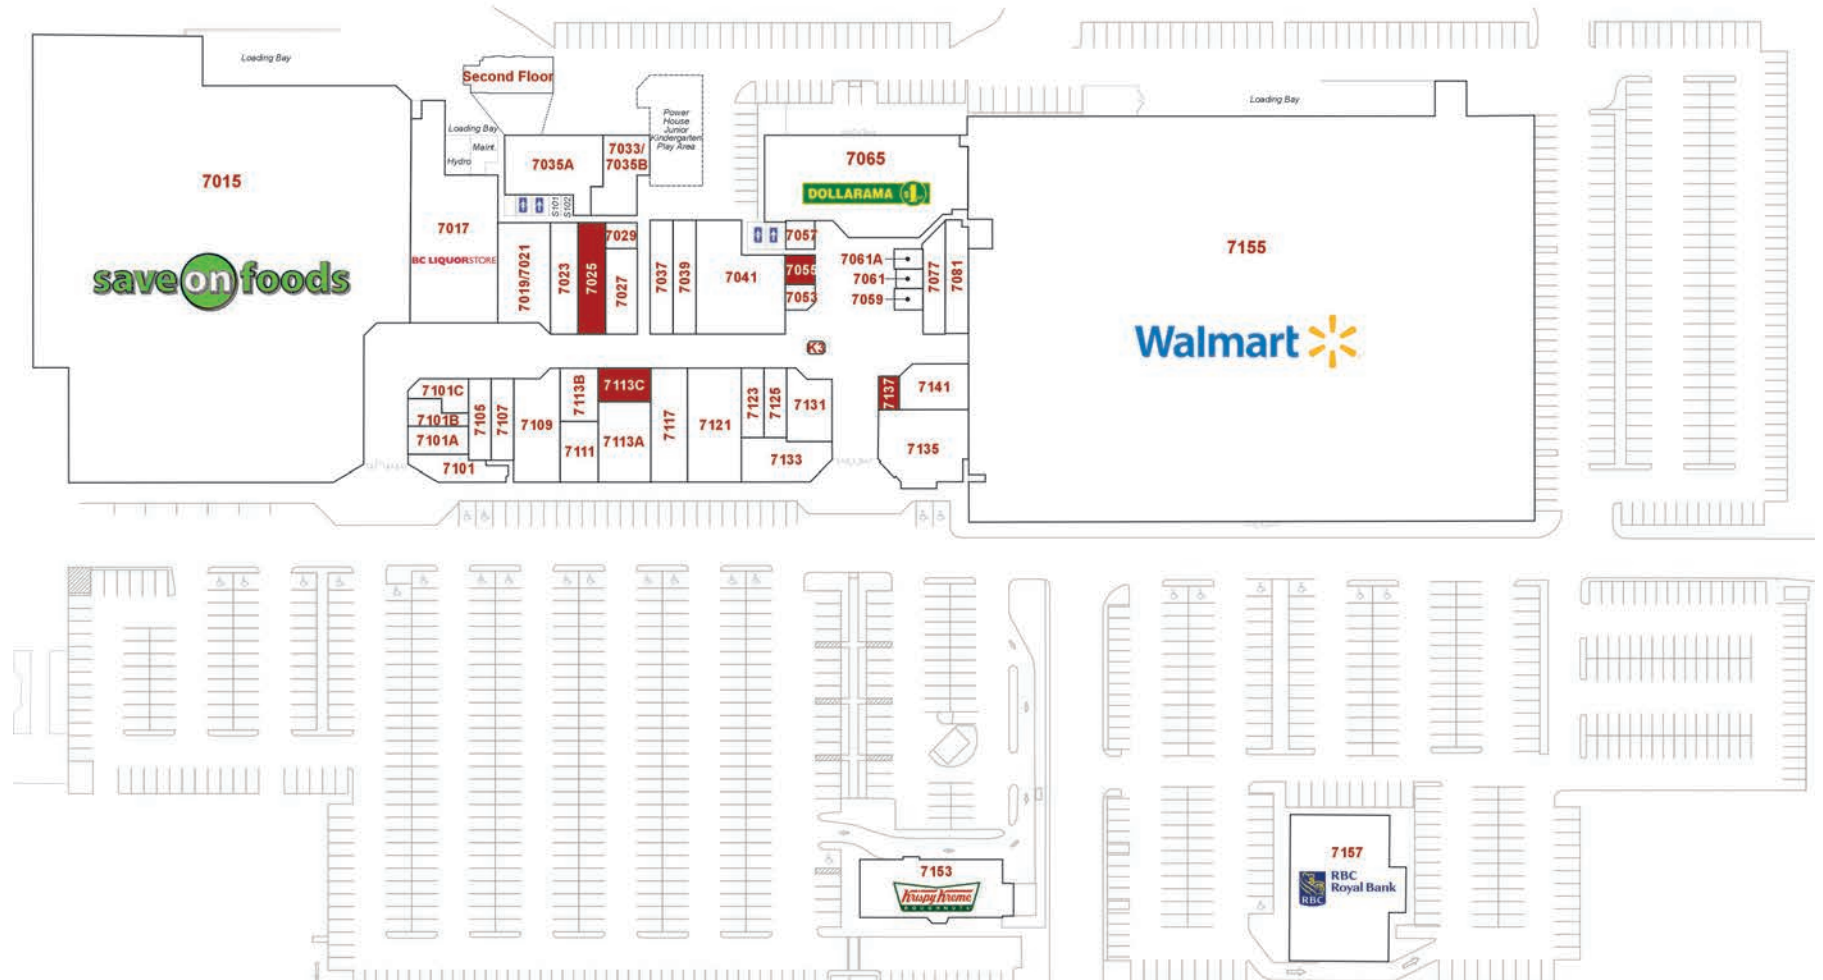 Loading Bay
Second Floor
Loading Bay
Maint.
Hydro
Power
House
Junior
Kindergarten
Play Area
Loading Bay
7015
save on foods
7017
BC LIQUORSTORE
7035A
7033/
7035B
S101
S102
7019/7021
7023
7025
7029
7027
7037
7039
7041
7065
DOLLARAMA $1
7057
7055
7053
7061A
7061
7059
7077
7081
7155
Walmart
K3
7101C
7101B
7101A
7101
7105
7107
7109
7113B
7111
7113C
7113A
7117
7121
7123
7125
7131
7133
7137
7141
7135
7153
Krispy Kreme
DOUGHNUTS
7157
RBC
Royal Bank
RBC